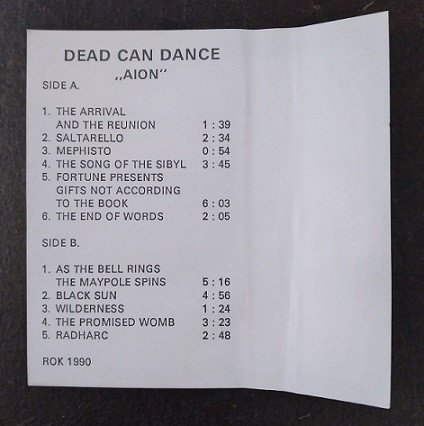 DEAD CAN DANCE
„AION"
SIDE A.
1. THE ARRIVAL
AND THE REUNION 1 : 39
2. SALTARELLO 2 : 34
3. MEPHISTO 0 : 54
4. THE SONG OF THE SIBYL 3 : 45
5. FORTUNE PRESENTS
GIFTS NOT ACCORDING
TO THE BOOK 6 : 03
6. THE END OF WORDS 2 : 05
SIDE B.
1. AS THE BELL RINGS
THE MAYPOLE SPINS 5 : 16
2. BLACK SUN 4 : 56
3. WILDERNESS 1 : 24
4. THE PROMISED WOMB 3 : 23
5. RADHARC 2 : 48
ROK 1990